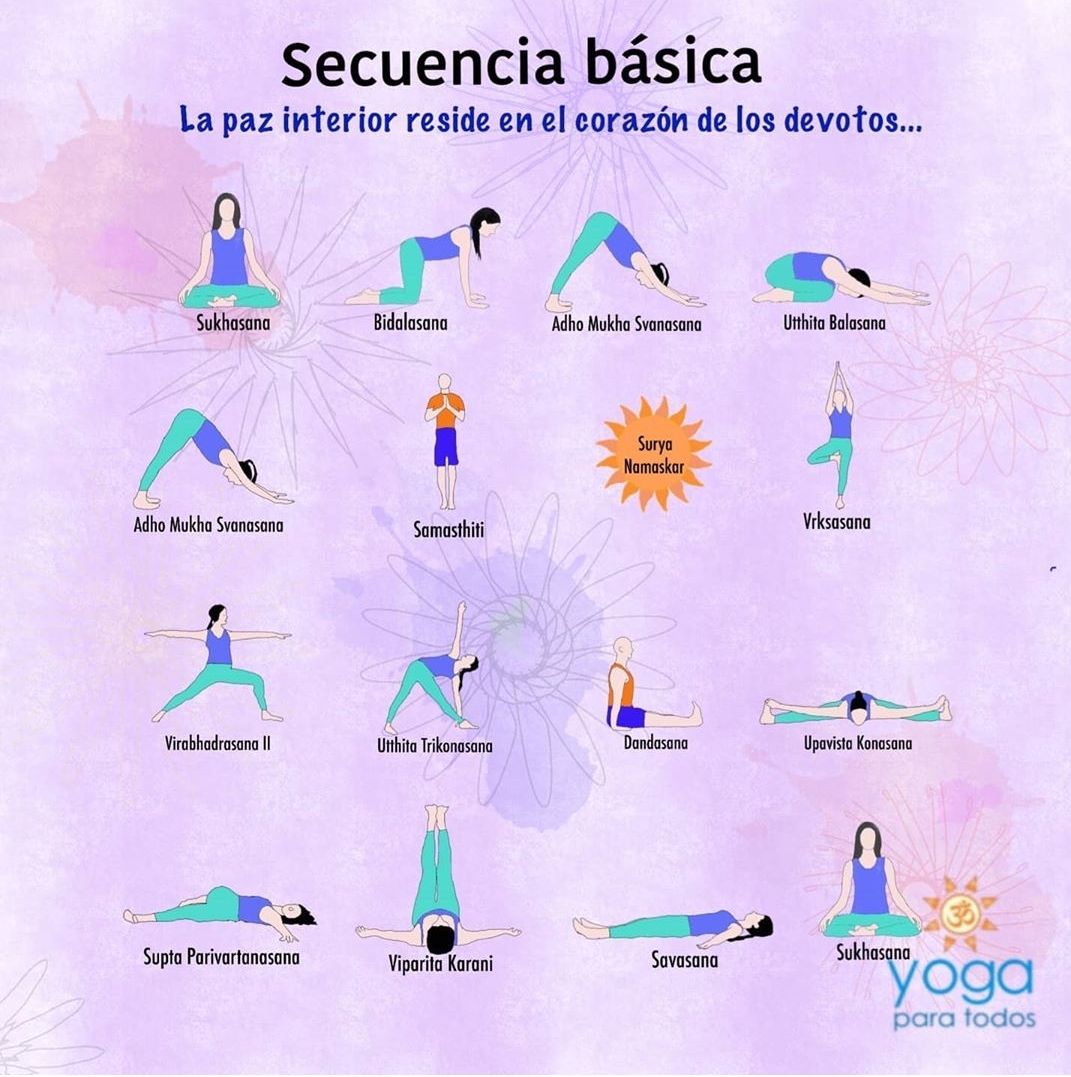 Secuencia básica
La paz interior reside en el corazón de los devotos...
Sukhasana
Bidalasana
Adho Mukha Svanasana
Utthita Balasana
Adho Mukha Svanasana
Samasthiti
Surya
Namaskar
Vrksasana
Virabhadrasana II
Utthita Trikonasana
Dandasana
Upavista Konasana
Supta Parivartanasana
Viparita Karani
Savasana
Sukhasana
ॐ
yoga
para todos